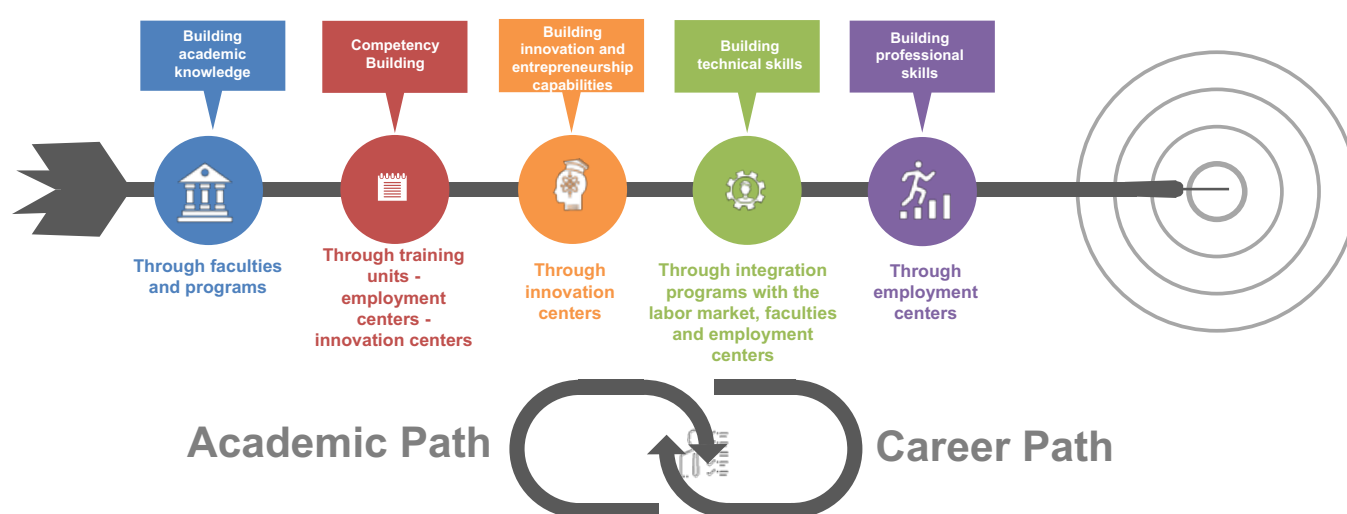 Building
academic
knowledge
Competency
Building
Building
innovation and
entrepreneurship
capabilities
Building
technical skills
Building
professional
skills
Through faculties
and programs
Through training
units -
employment
centers -
innovation centers
Through
innovation
centers
Through integration
programs with the
labor market, faculties
and employment
centers
Through
employment
centers
Academic Path
Career Path